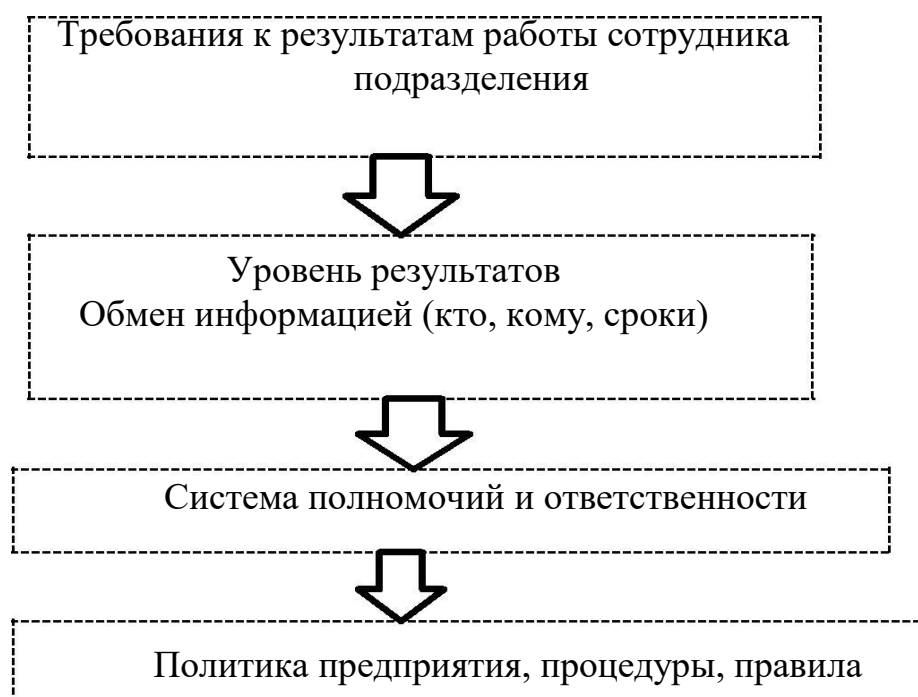 Требования к результатам работы сотрудника
подразделения
Уровень результатов
Обмен информацией (кто, кому, сроки)
Система полномочий и ответственности
Политика предприятия, процедуры, правила